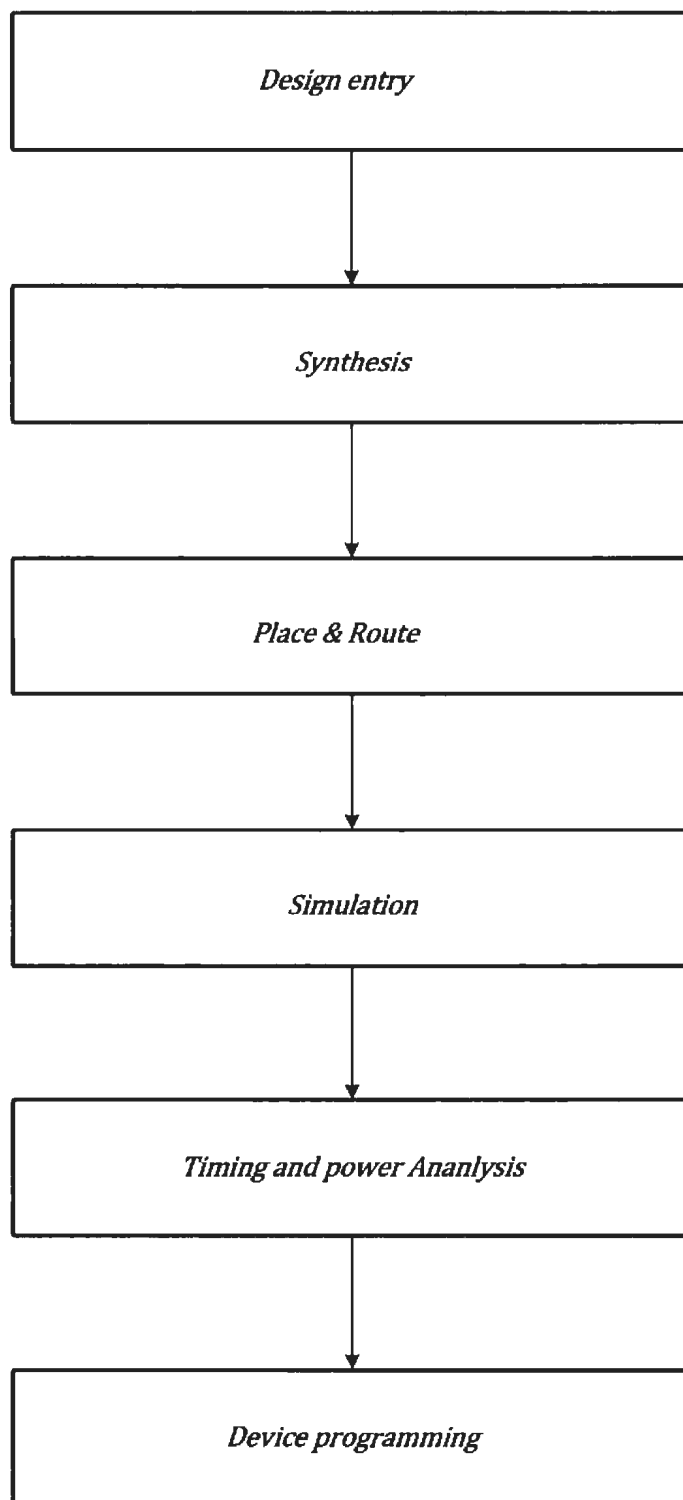 Design entry
Synthesis
Place & Route
Simulation
Timing and power Ananlysis
Device programming